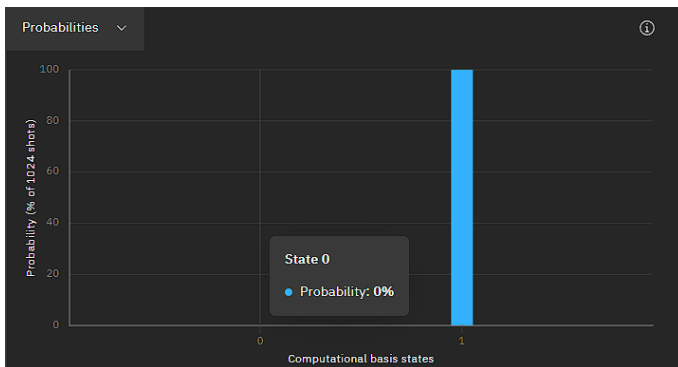 Probabilities
Probability (% of 1024 shots)
100
80
60
40
20
0
State 0
Probability: 0%
0 1
Computational basis states